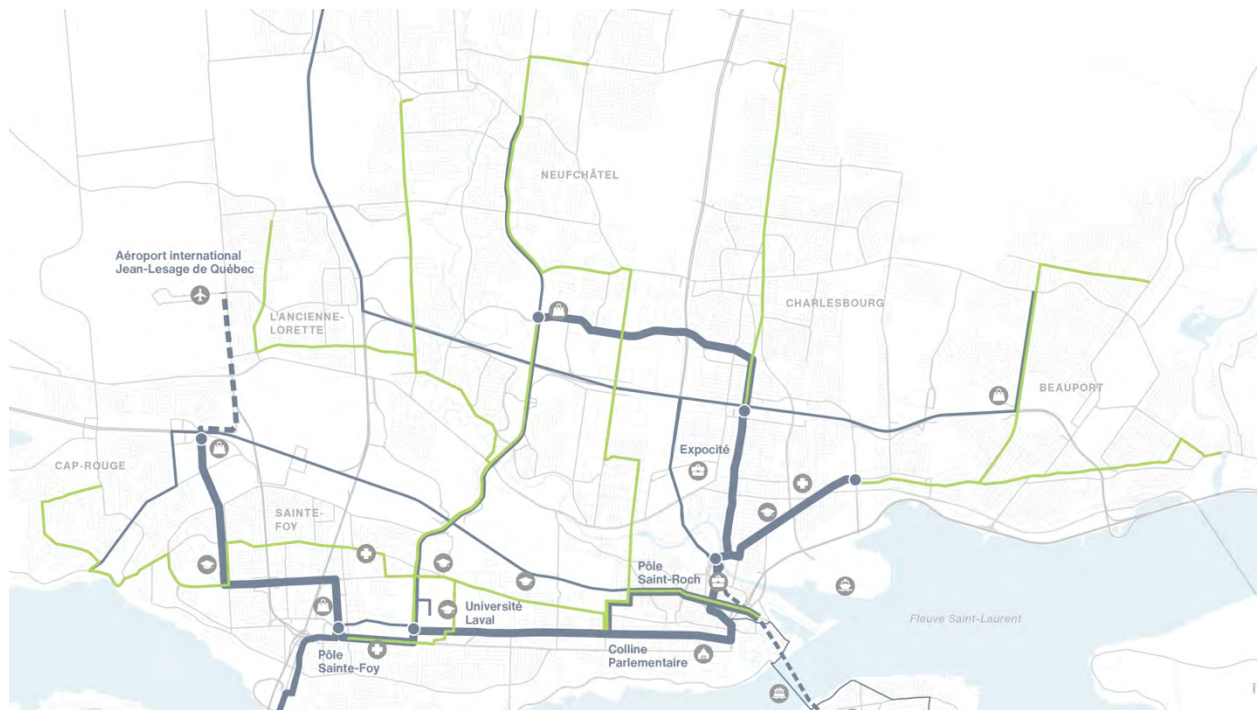 NEUFCHÂTEL
Aéroport international
Jean-Lesage de Québec
L'ANCIENNE-
LORETTE
CHARLESBOURG
BEAUPORT
CAP-ROUGE
Expocité
SAINTE-
FOY
Pôle
Saint-Roch
Université
Laval
Fleuve Saint-Laurent
Pôle
Sainte-Foy
Colline
Parlementaire